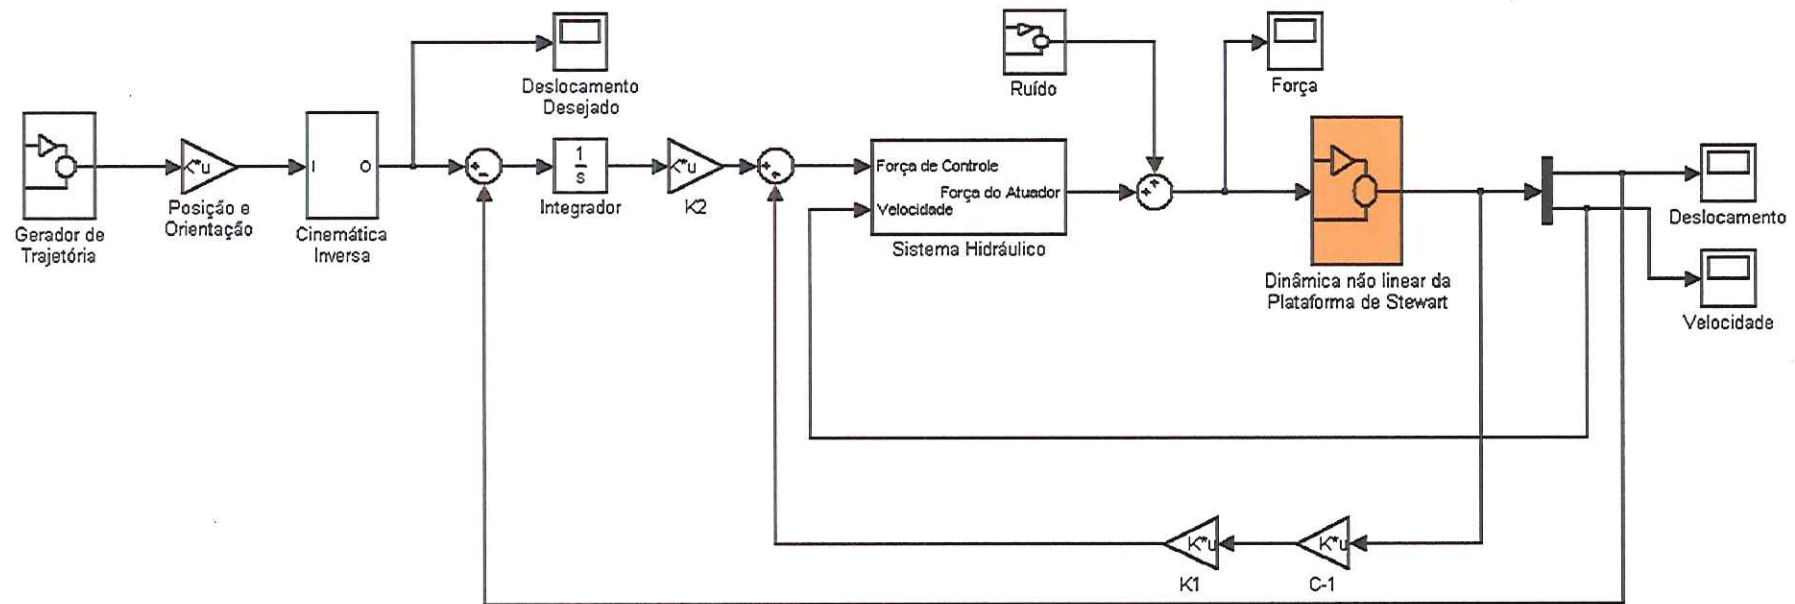 Deslocamento
Desejado
Ruído
Força
K*u
Posição e
Orientação
I
O
Cinemática
Inversa
Gerador de
Trajetória
1
s
Integrador
K*u
K2
Força de Controle
Força do Atuador
Velocidade
Sistema Hidráulico
Dinâmica não linear da
Plataforma de Stewart
Deslocamento
Velocidade
K*u
K1
K*u
C-1